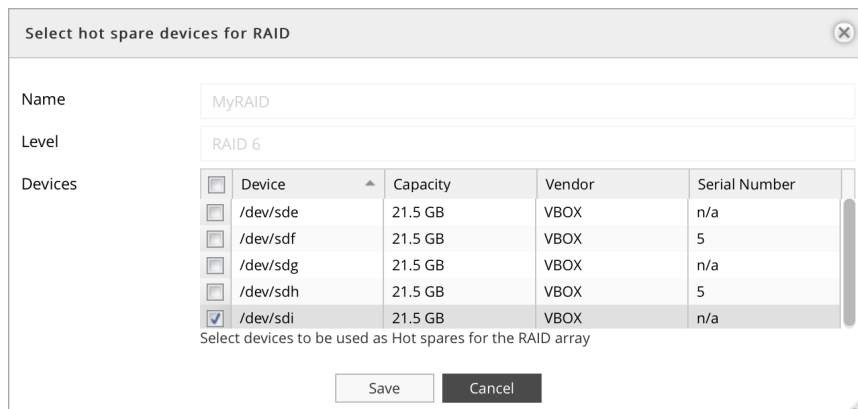 Select hot spare devices for RAID
Name MyRAID
Level RAID 6
Devices Device Capacity Vendor Serial Number
/dev/sde 21.5 GB VBOX n/a
/dev/sdf 21.5 GB VBOX 5
/dev/sdg 21.5 GB VBOX n/a
/dev/sdh 21.5 GB VBOX 5
/dev/sdi 21.5 GB VBOX n/a
Select devices to be used as Hot spares for the RAID array
Save Cancel